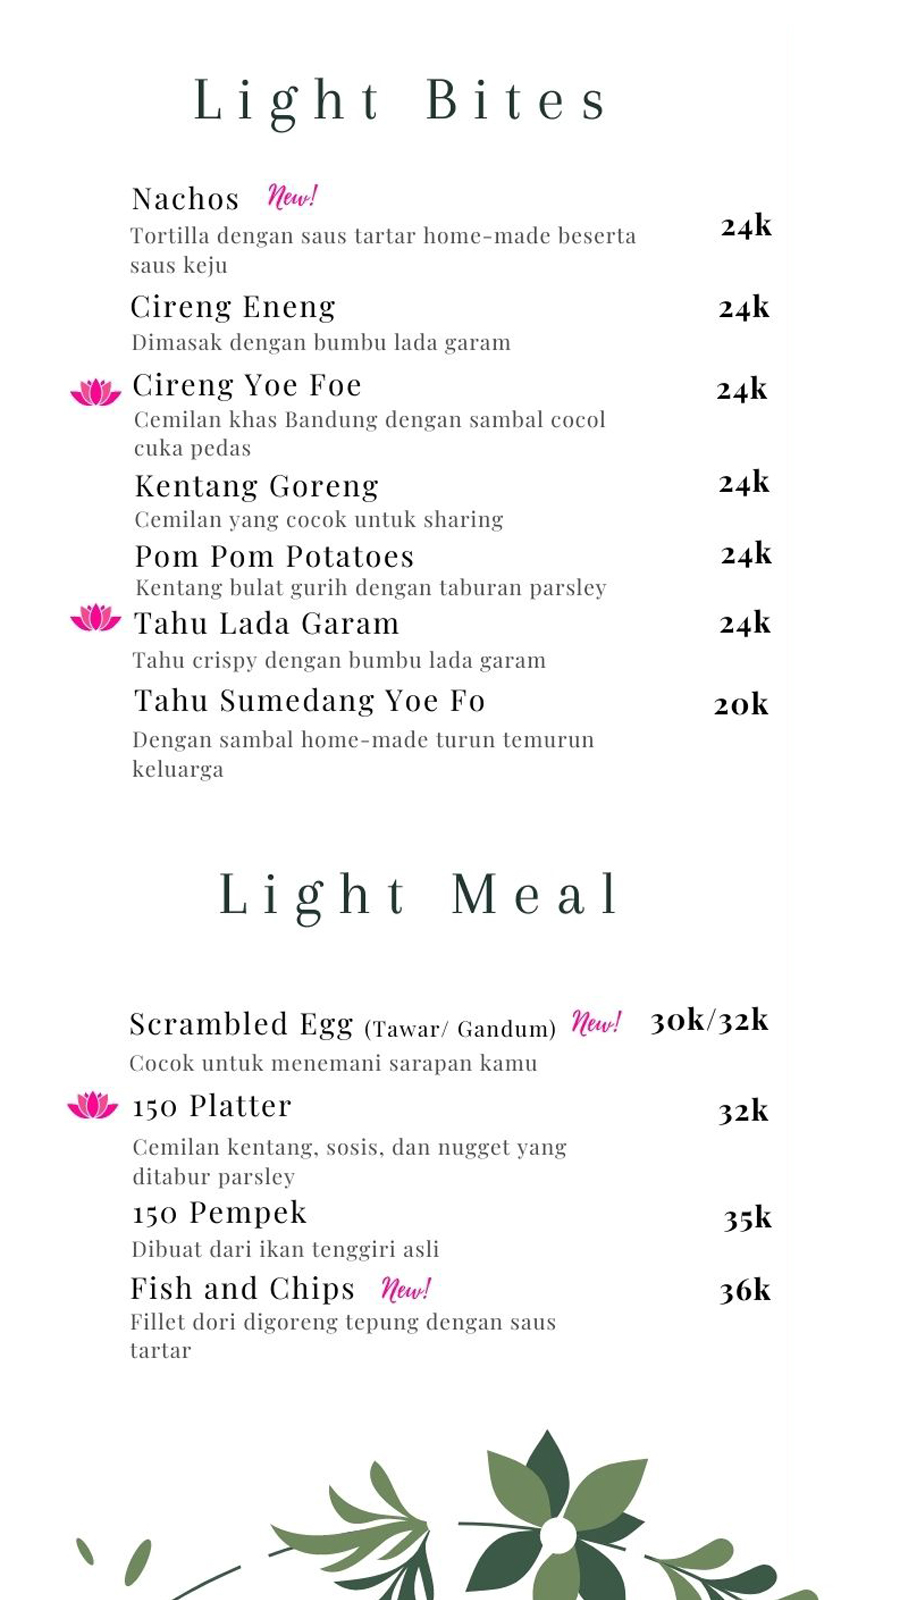 Light Bites
Nachos New!
24k
Tortilla dengan saus tartar home-made beserta
saus keju
Cireng Eneng 24k
Dimasak dengan bumbu lada garam
Cireng Yoe Foe 24k
Cemilan khas Bandung dengan sambal cocol
cuka pedas
Kentang Goreng 24k
Cemilan yang cocok untuk sharing
Pom Pom Potatoes 24k
Kentang bulat gurih dengan taburan parsley
Tahu Lada Garam 24k
Tahu crispy dengan bumbu lada garam
Tahu Sumedang Yoe Fo 20k
Dengan sambal home-made turun temurun
keluarga
Light Meal
Scrambled Egg (Tawar/ Gandum) New! 30k/32k
Cocok untuk menemani sarapan kamu
150 Platter 32k
Cemilan kentang, sosis, dan nugget yang
ditabur parsley
150 Pempek 35k
Dibuat dari ikan tenggiri asli
Fish and Chips New! 36k
Fillet dori digoreng tepung dengan saus
tartar